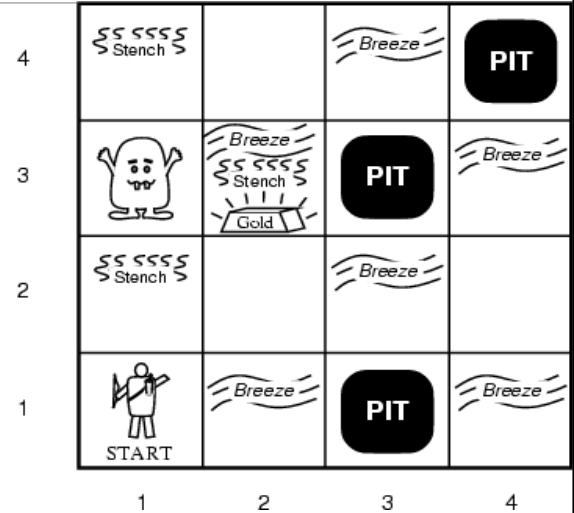 4
Stench
Breeze
PIT
3
Breeze
Stench
Gold
PIT
Breeze
2
Stench
Breeze
1
START
Breeze
PIT
Breeze
1 2 3 4